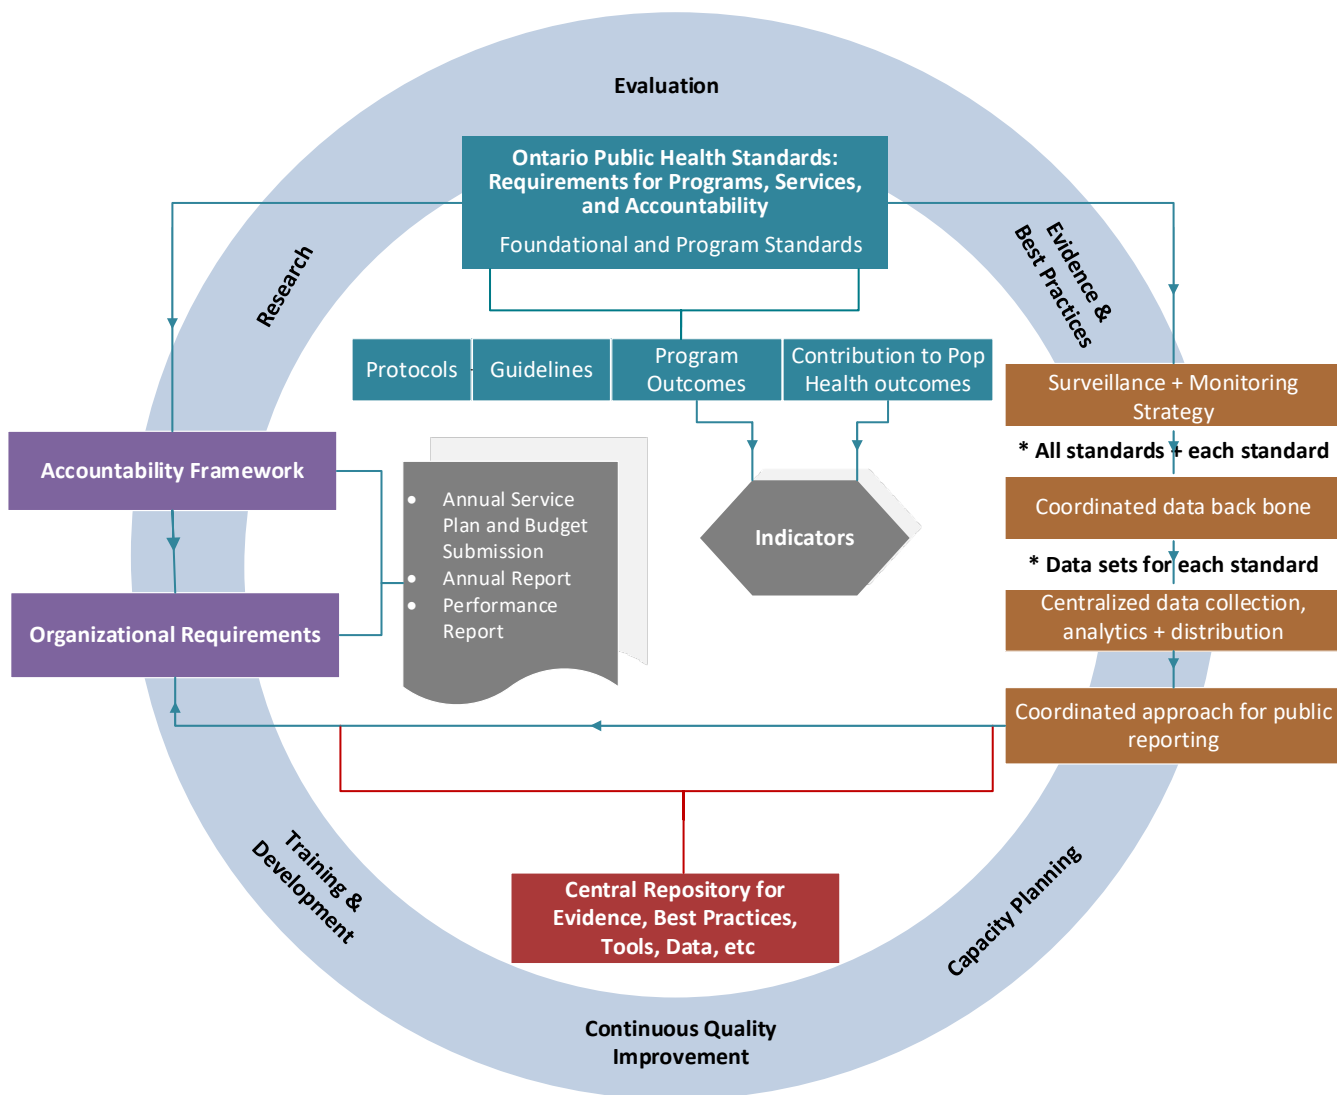 Evaluation
Ontario Public Health Standards:
Requirements for Programs, Services,
and Accountability
Foundational and Program Standards
Research
Evidence &
Best Practices
Protocols
Guidelines
Program
Outcomes
Contribution to Pop
Health outcomes
Surveillance + Monitoring
Strategy
* All standards + each standard
Coordinated data back bone
* Data sets for each standard
Centralized data collection,
analytics + distribution
Coordinated approach for public
reporting
Accountability Framework
Organizational Requirements
• Annual Service
Plan and Budget
Submission
• Annual Report
• Performance
Report
Indicators
Training &
Development
Central Repository for
Evidence, Best Practices,
Tools, Data, etc
Capacity Planning
Continuous Quality
Improvement